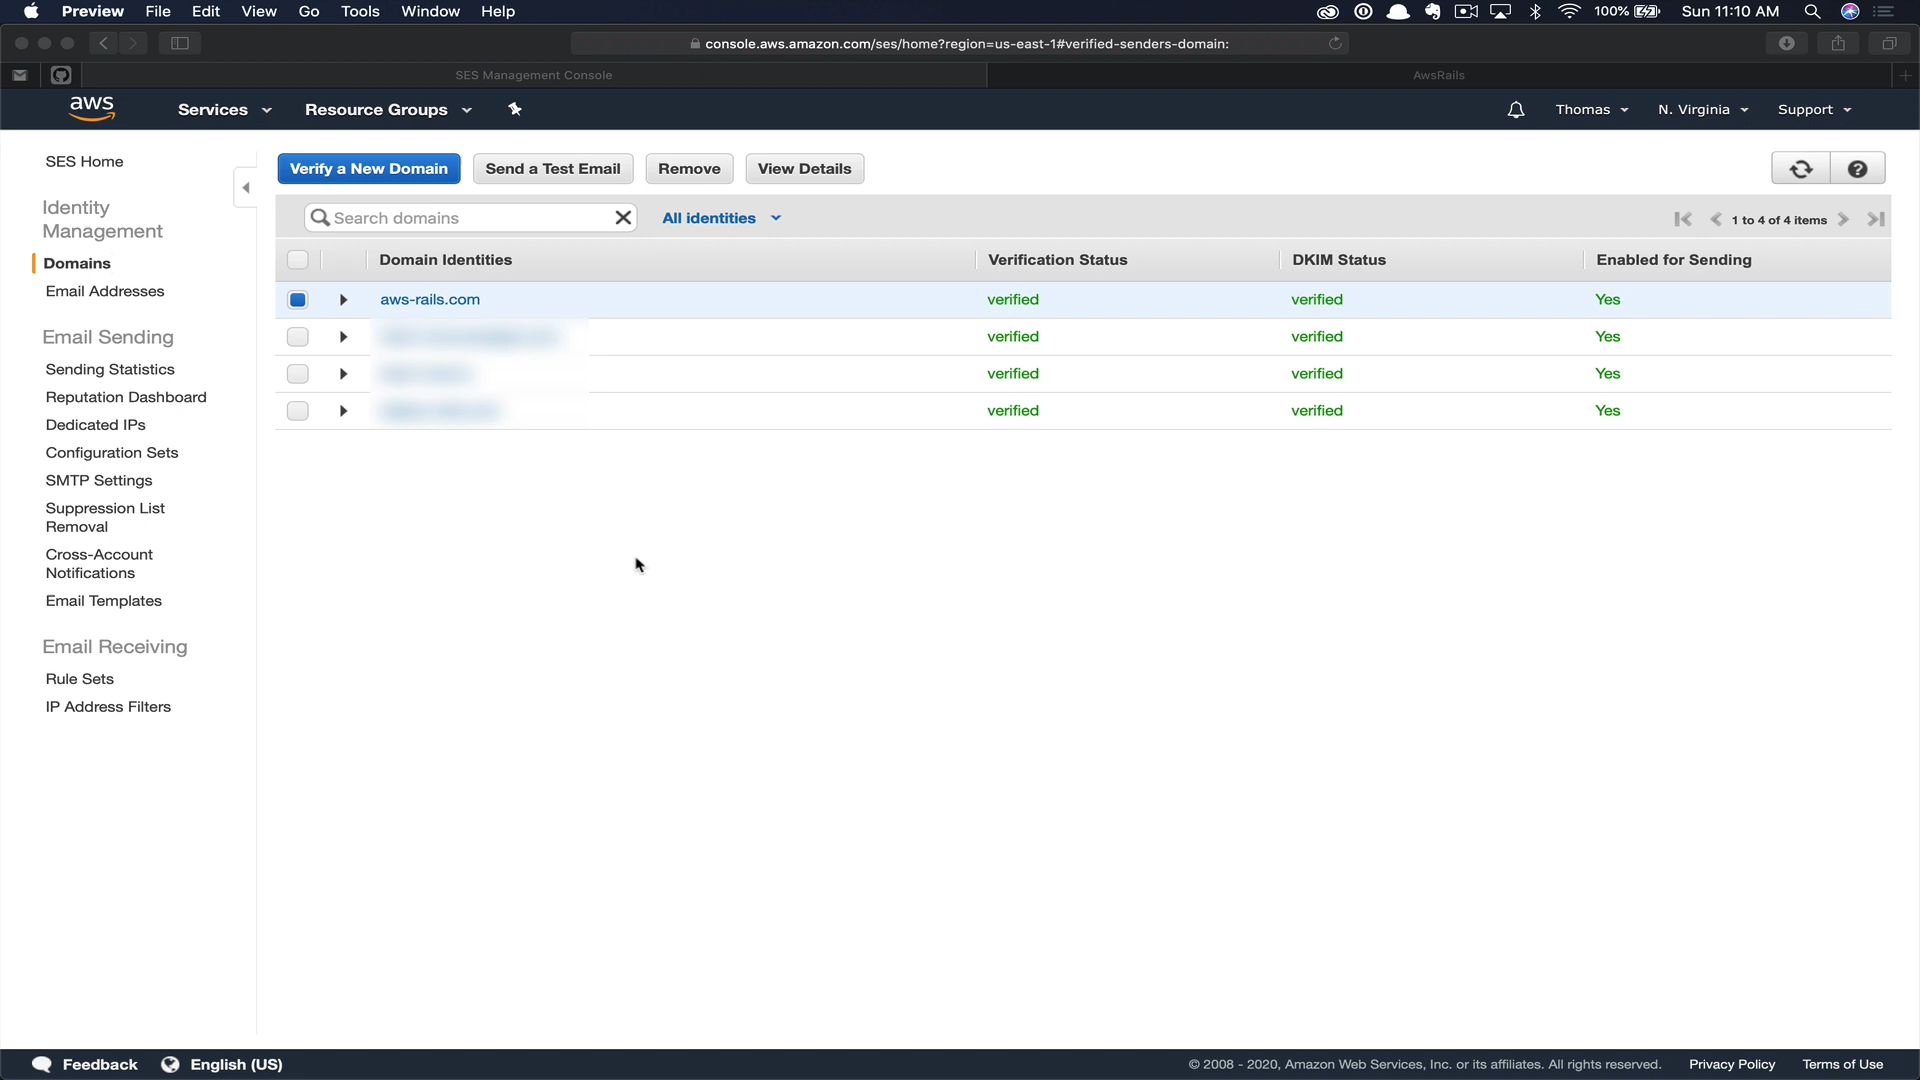 Preview File Edit View Go Tools Window Help 100% Sun 11:10 AM
console.aws.amazon.com/ses/home?region=us-east-1#verified-senders-domain:
SES Management Console AwsRails
aws Services Resource Groups Thomas N. Virginia Support
SES Home
Identity
Management
Domains
Email Addresses
Email Sending
Sending Statistics
Reputation Dashboard
Dedicated IPs
Configuration Sets
SMTP Settings
Suppression List
Removal
Cross-Account
Notifications
Email Templates
Email Receiving
Rule Sets
IP Address Filters
Verify a New Domain Send a Test Email Remove View Details
Search domains All identities 1 to 4 of 4 items
Domain Identities Verification Status DKIM Status Enabled for Sending
aws-rails.com verified verified Yes
verified verified Yes
verified verified Yes
verified verified Yes
Feedback English (US) © 2008 - 2020, Amazon Web Services, Inc. or its affiliates. All rights reserved. Privacy Policy Terms of Use